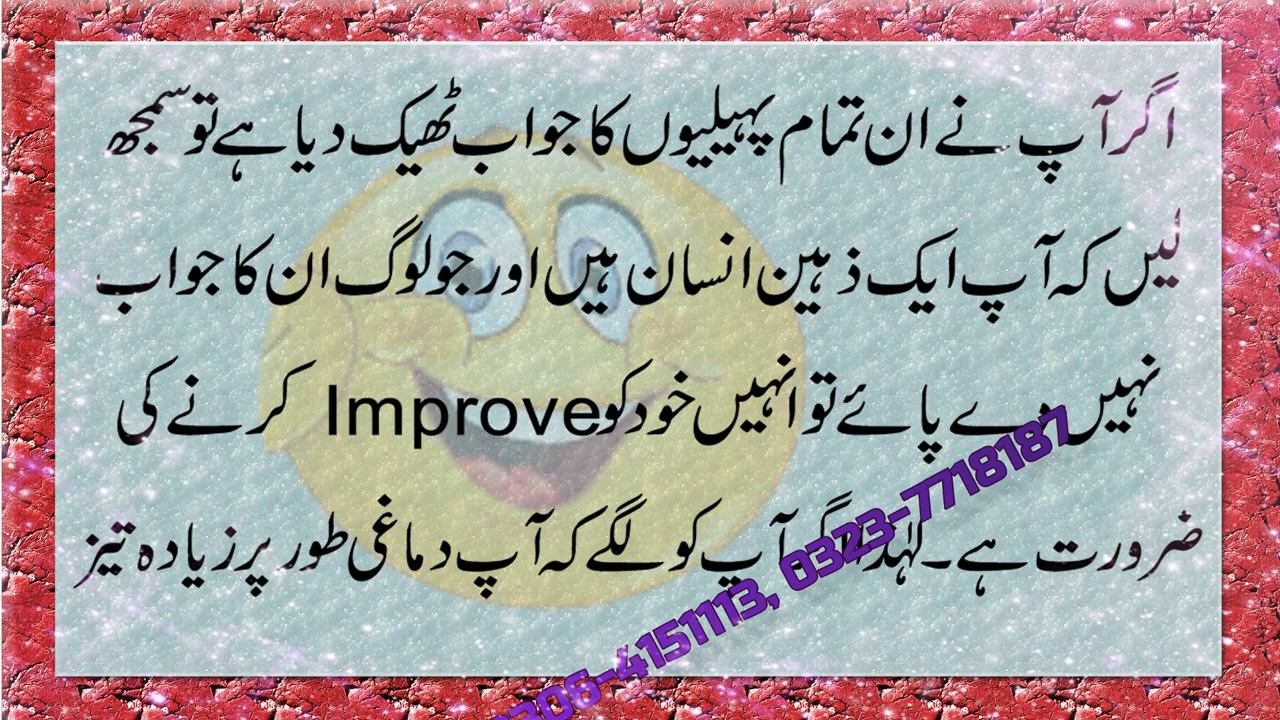 اگر آپ نے ان تمام پہیلیوں کا جواب ٹھیک دیا ہے تو سمجھ
لیں کہ آپ ایک ذہین انسان ہیں اور جو لوگ ان کا جواب
نہیں دے پائے تو انہیں خود کو Improve کرنے کی
ضرورت ہے۔ لہٰذا اگر آپ کو لگے کہ آپ دماغی طور پر زیادہ تیز
0306-4151113, 0323-7718187